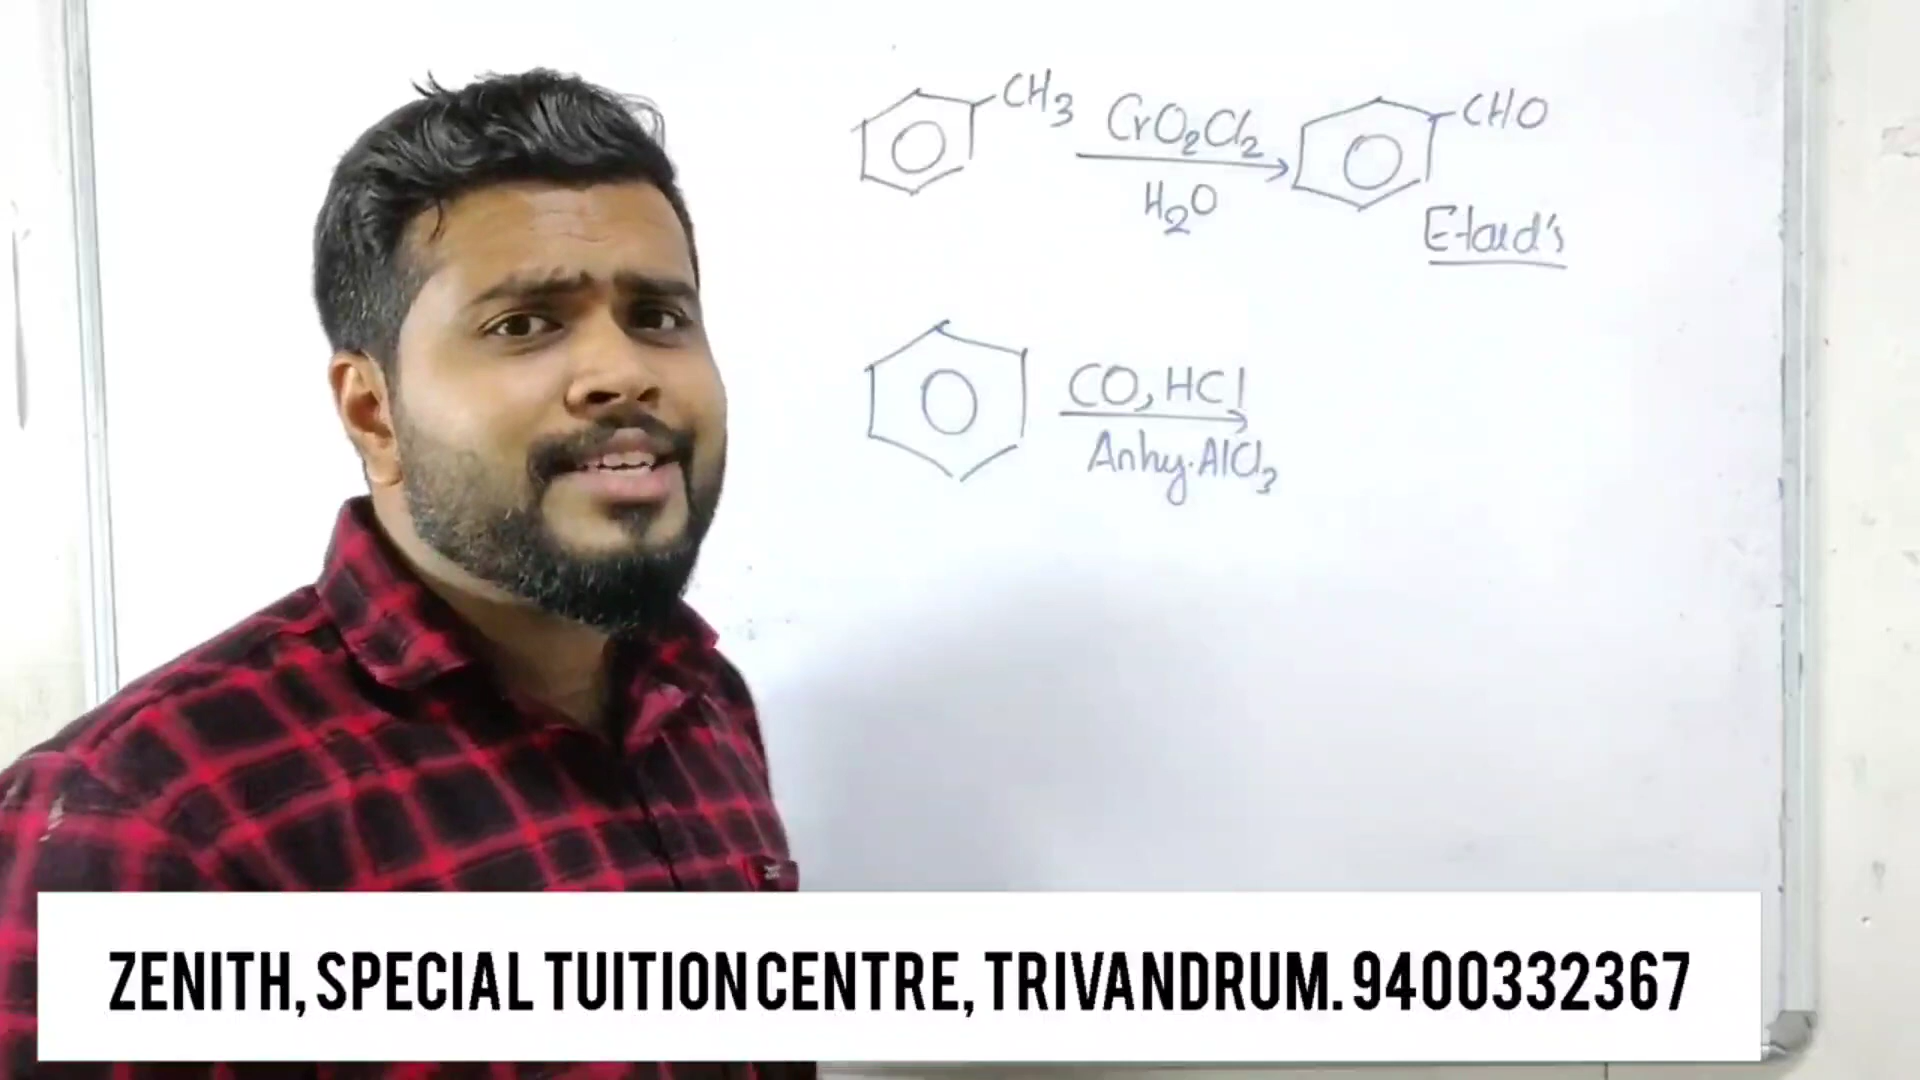 CH3 CrO2Cl2 CHO
H2O
Etard's
CO, HCl
Anhy. AlCl3
ZENITH, SPECIAL TUITION CENTRE, TRIVANDRUM. 9400332367